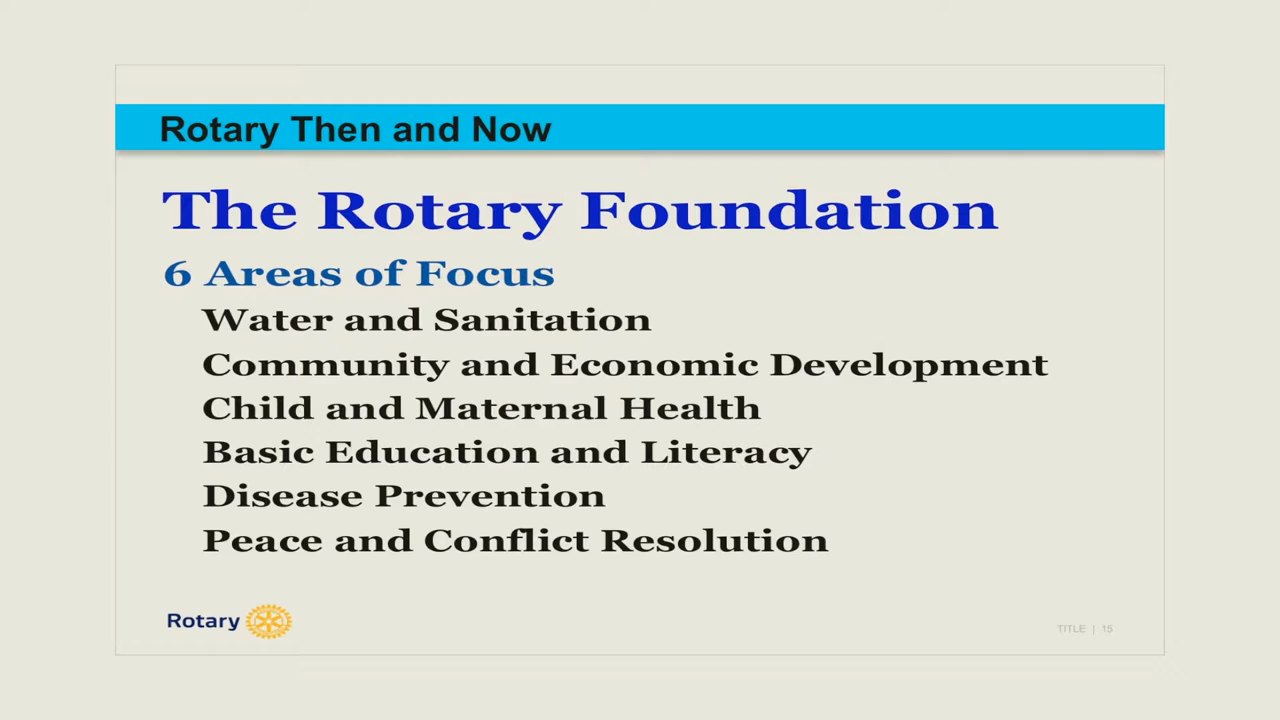 Rotary Then and Now
The Rotary Foundation
6 Areas of Focus
Water and Sanitation
Community and Economic Development
Child and Maternal Health
Basic Education and Literacy
Disease Prevention
Peace and Conflict Resolution
Rotary
TITLE | 15